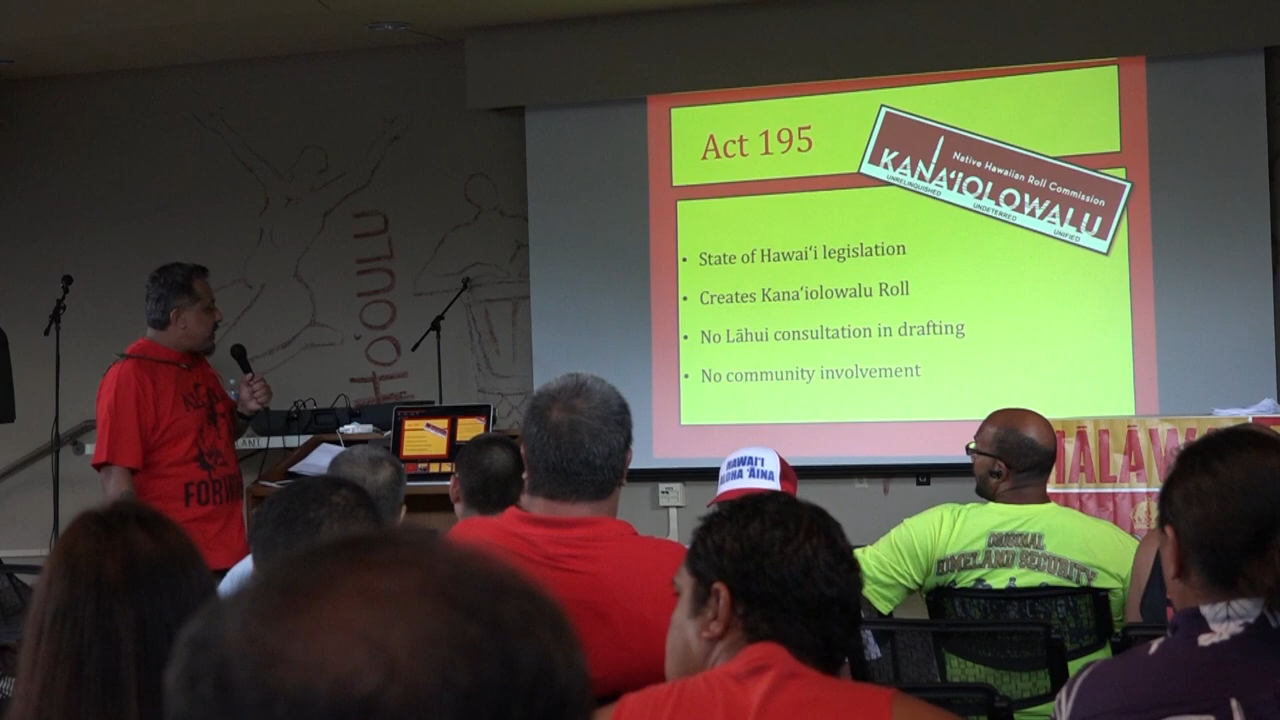 Act 195
Native Hawaiian Roll Commission
KANAʻIOLOWALU
UNRELINQUISHED
UNDETERRED
UNIFIED
• State of Hawaiʻi legislation
• Creates Kanaʻiolowalu Roll
• No Lāhui consultation in drafting
• No community involvement
HOʻOULU
HAWAIʻI
ALOHA ʻĀINA
ORIGINAL
HOMELAND SECURITY